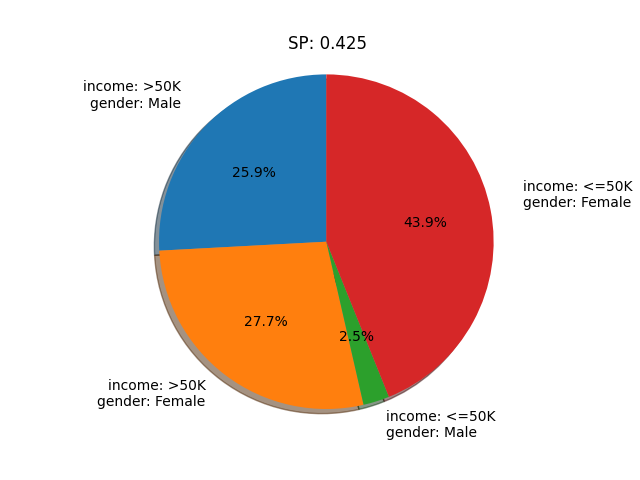 SP: 0.425
income: >50K
gender: Male
25.9%
income: <=50K
gender: Female
43.9%
27.7%
2.5%
income: >50K
gender: Female
income: <=50K
gender: Male